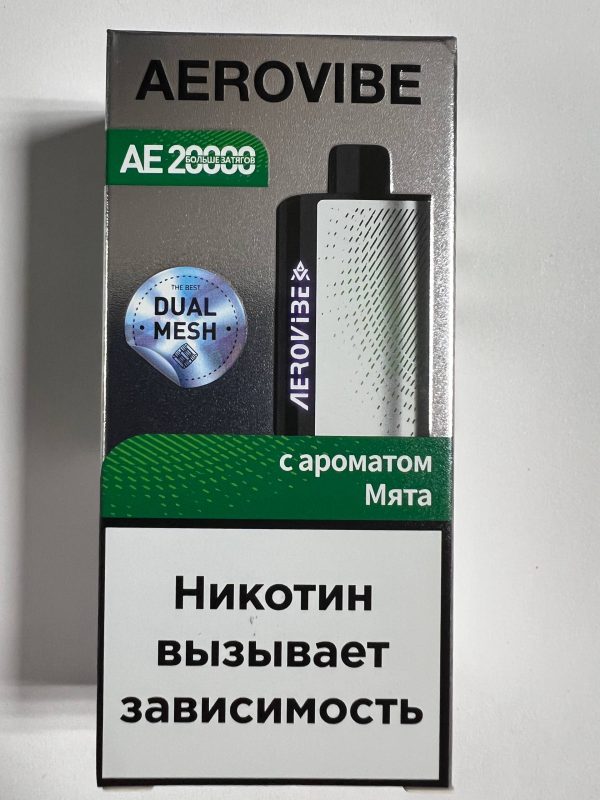 AEROVIBE
AE 20000
БОЛЬШЕ ЗАТЯГОВ
THE BEST
DUAL
MESH
AEROVIBE
с ароматом
Мята
Никотин
вызывает
зависимость